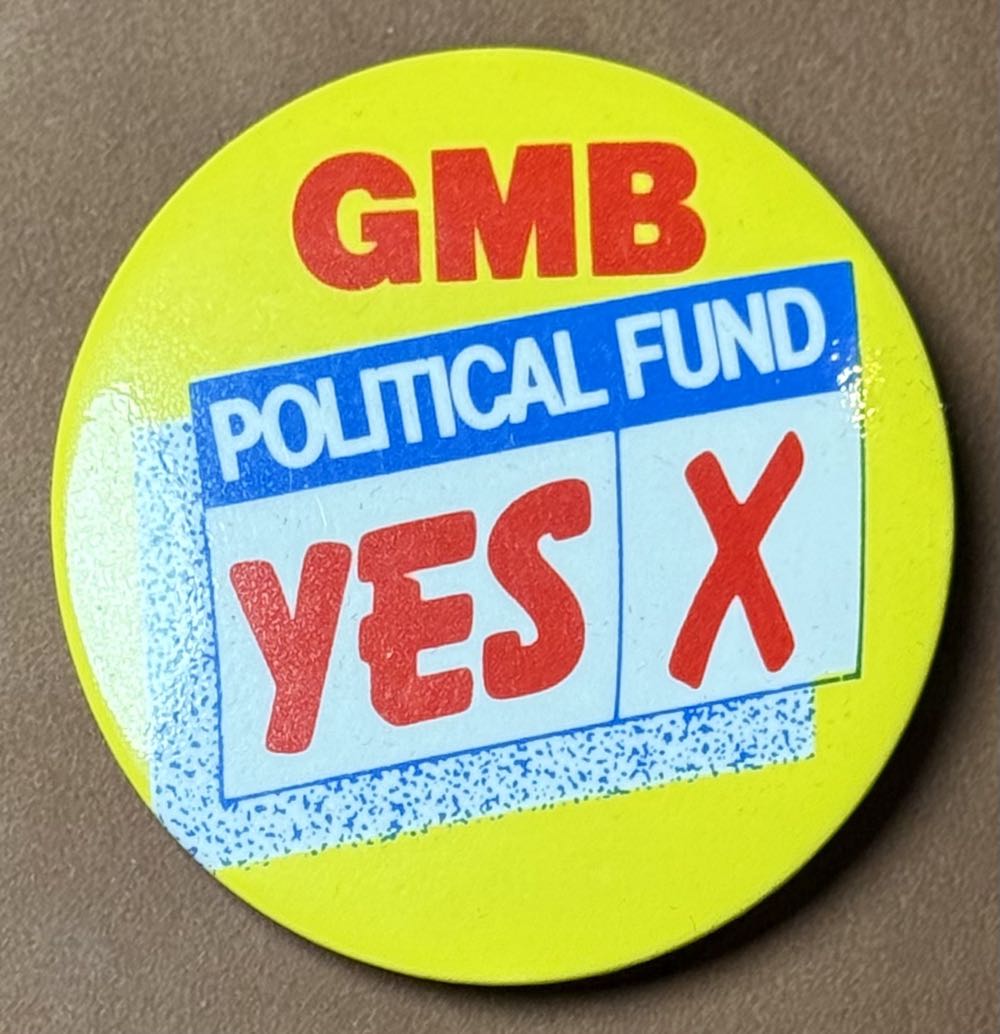 GMB
POLITICAL FUND
YES X